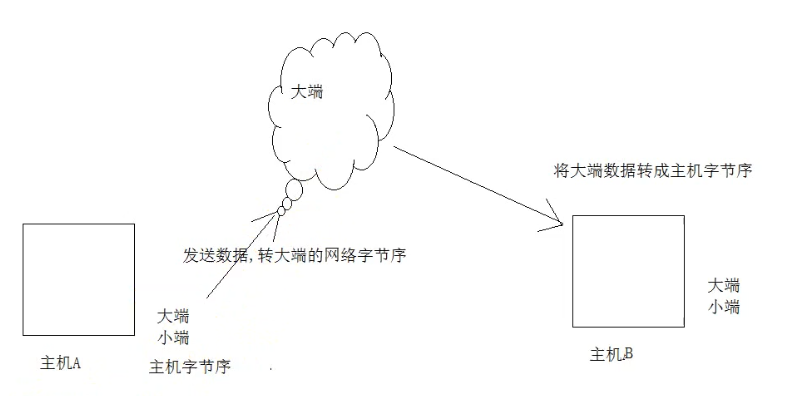 大端
将大端数据转成主机字节序
发送数据,转大端的网络字节序
大端
小端
主机字节序
主机A
大端
小端
主机B